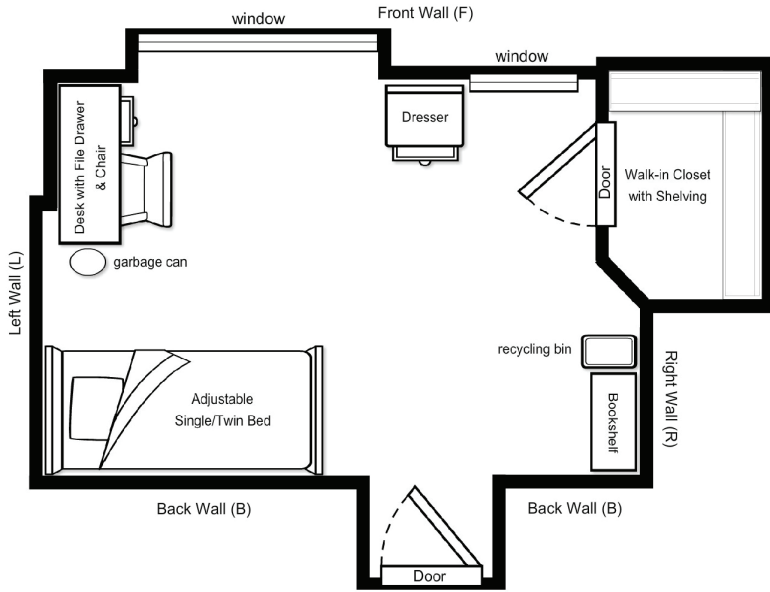 Front Wall (F)
window
window
Desk with File Drawer
& Chair
Dresser
Door
Walk-in Closet
with Shelving
garbage can
Left Wall (L)
recycling bin
Adjustable
Single/Twin Bed
Bookshelf
Right Wall (R)
Back Wall (B)
Back Wall (B)
Door